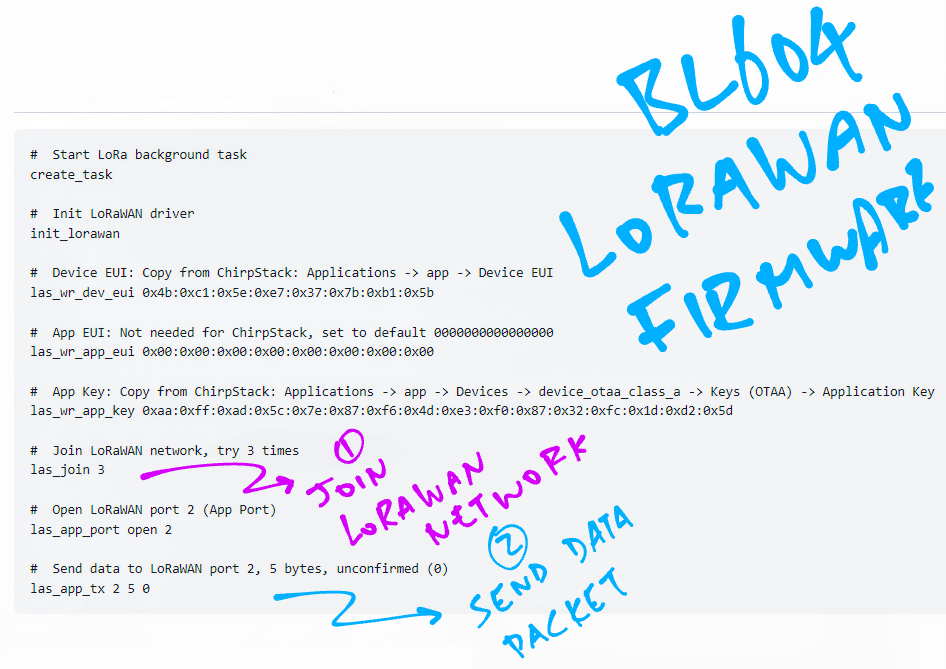 BL604
LORAWAN
FIRMWARE
#  Start LoRa background task
create_task
#  Init LoRaWAN driver
init_lorawan
#  Device EUI: Copy from ChirpStack: Applications -> app -> Device EUI
las_wr_dev_eui 0x4b:0xc1:0x5e:0xe7:0x37:0x7b:0xb1:0x5b
#  App EUI: Not needed for ChirpStack, set to default 0000000000000000
las_wr_app_eui 0x00:0x00:0x00:0x00:0x00:0x00:0x00:0x00
#  App Key: Copy from ChirpStack: Applications -> app -> Devices -> device_otaa_class_a -> Keys (OTAA) -> Application Key
las_wr_app_key 0xaa:0xff:0xad:0x5c:0x7e:0x87:0xf6:0x4d:0xe3:0xf0:0x87:0x32:0xfc:0x1d:0xd2:0x5d
#  Join LoRaWAN network, try 3 times
las_join 3
1
JOIN
LORAWAN
NETWORK
#  Open LoRaWAN port 2 (App Port)
las_app_port open 2
#  Send data to LoRaWAN port 2, 5 bytes, unconfirmed (0)
las_app_tx 2 5 0
2
SEND DATA
PACKET